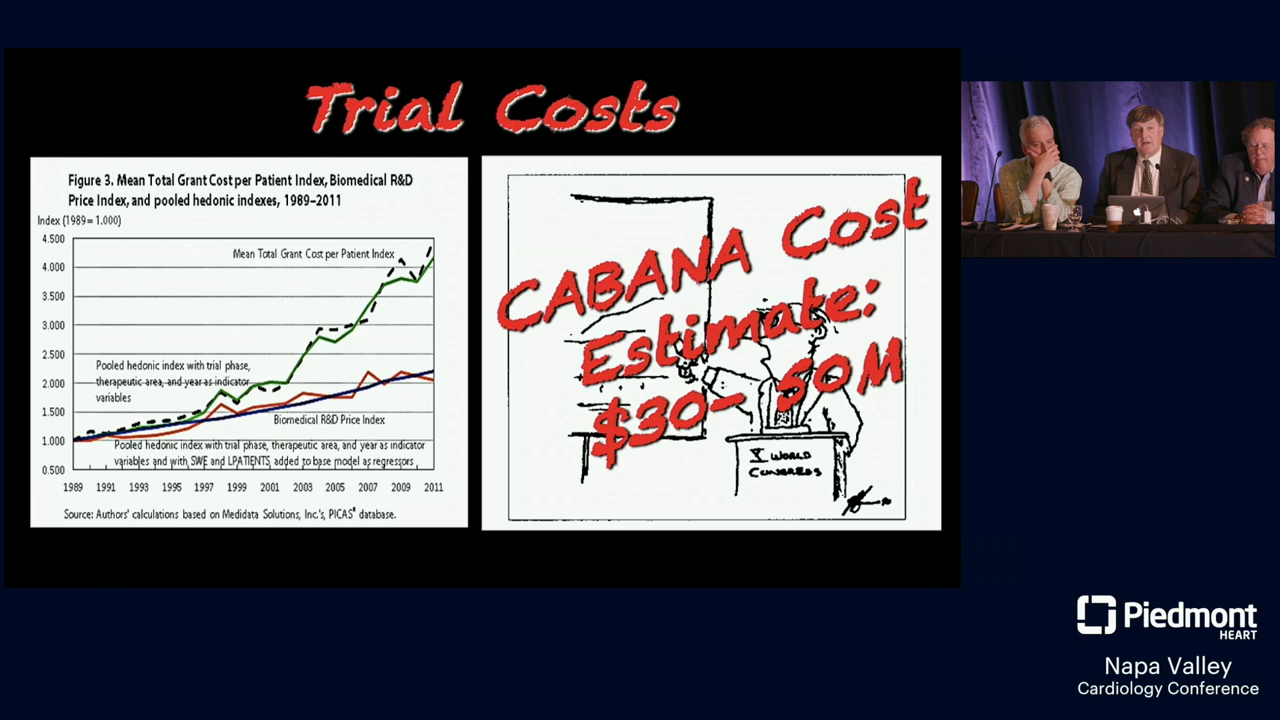 Trial Costs
Figure 3. Mean Total Grant Cost per Patient Index, Biomedical R&D
Price Index, and pooled hedonic indexes, 1989–2011
Index (1989 = 1.000)
4.500
4.000
3.500
3.000
2.500
2.000
1.500
1.000
0.500
Mean Total Grant Cost per Patient Index
Pooled hedonic index with trial phase,
therapeutic area, and year as indicator
variables
Biomedical R&D Price Index
Pooled hedonic index with trial phase, therapeutic area, and year as indicator
variables and with SWE and LPATIENTS added to base model as regressors
1989 1991 1993 1995 1997 1999 2001 2003 2005 2007 2009 2011
Source: Authors' calculations based on Medidata Solutions, Inc.'s, PICAS® database.
CABANA Cost
Estimate:
$30- 50M
X WORLD
CONGRESS
Piedmont
HEART
Napa Valley
Cardiology Conference